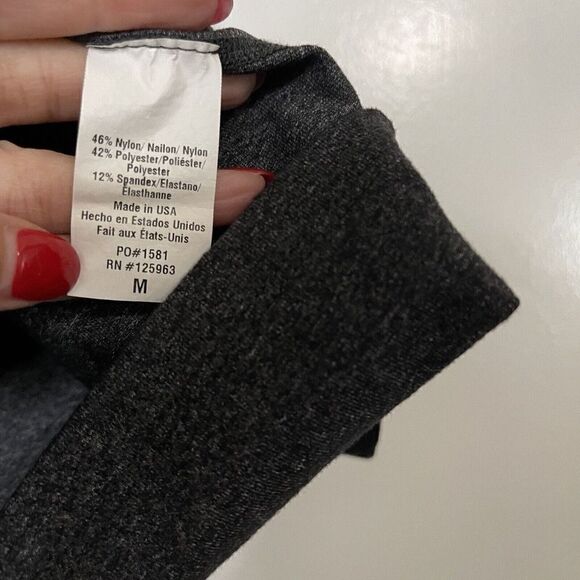 46% Nylon/ Nailon/ Nylon
42% Polyester/Poliéster/
Polyester
12% Spandex/Elastano/
Élasthanne
Made in USA
Hecho en Estados Unidos
Fait aux États-Unis
PO#1581
RN #125963
M